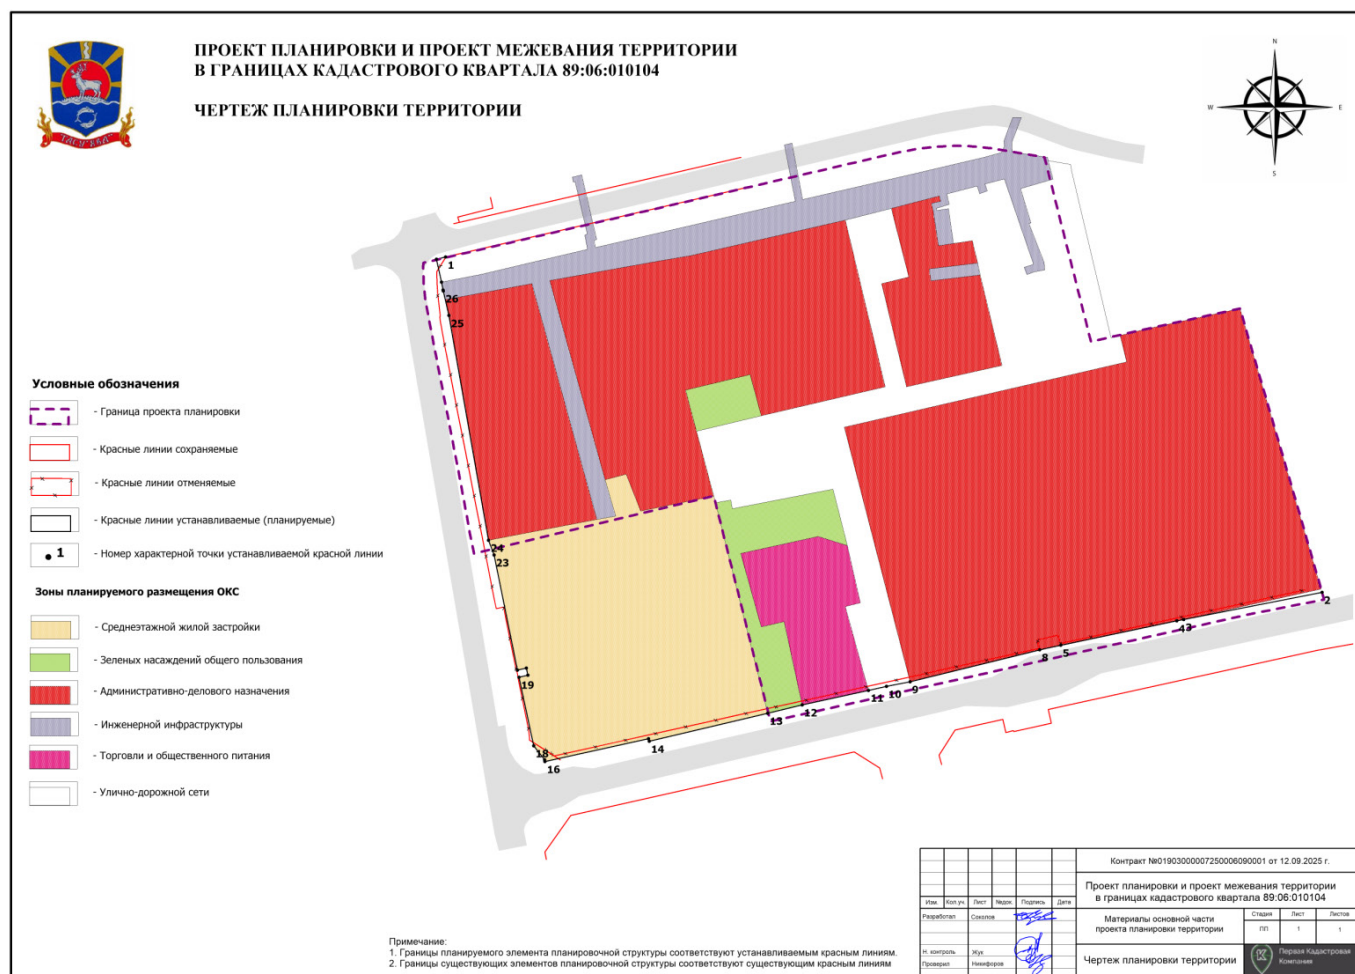 ПРОЕКТ ПЛАНИРОВКИ И ПРОЕКТ МЕЖЕВАНИЯ ТЕРРИТОРИИ
В ГРАНИЦАХ КАДАСТРОВОГО КВАРТАЛА 89:06:010104
ЧЕРТЕЖ ПЛАНИРОВКИ ТЕРРИТОРИИ
N
W
E
S
1
26
25
24
23
19
18
16
14
13
12
11
10
9
8
5
4
3
2
Условные обозначения
- Граница проекта планировки
- Красные линии сохраняемые
- Красные линии отменяемые
- Красные линии устанавливаемые (планируемые)
1 - Номер характерной точки устанавливаемой красной линии
Зоны планируемого размещения ОКС
- Среднеэтажной жилой застройки
- Зеленых насаждений общего пользования
- Административно-делового назначения
- Инженерной инфраструктуры
- Торговли и общественного питания
- Улично-дорожной сети
Примечание:
1. Границы планируемого элемента планировочной структуры соответствуют устанавливаемым красным линиям.
2. Границы существующих элементов планировочной структуры соответствуют существующим красным линиям
Контракт №01903000007250006090001 от 12.09.2025 г.
Проект планировки и проект межевания территории
в границах кадастрового квартала 89:06:010104
Изм. Кол.уч. Лист №док. Подпись Дата
Разработал Соколов
Материалы основной части
проекта планировки территории
Стадия Лист Листов
ПП 1 1
Н. контроль Жук
Проверил Никифоров
Чертеж планировки территории
Первая Кадастровая
Компания